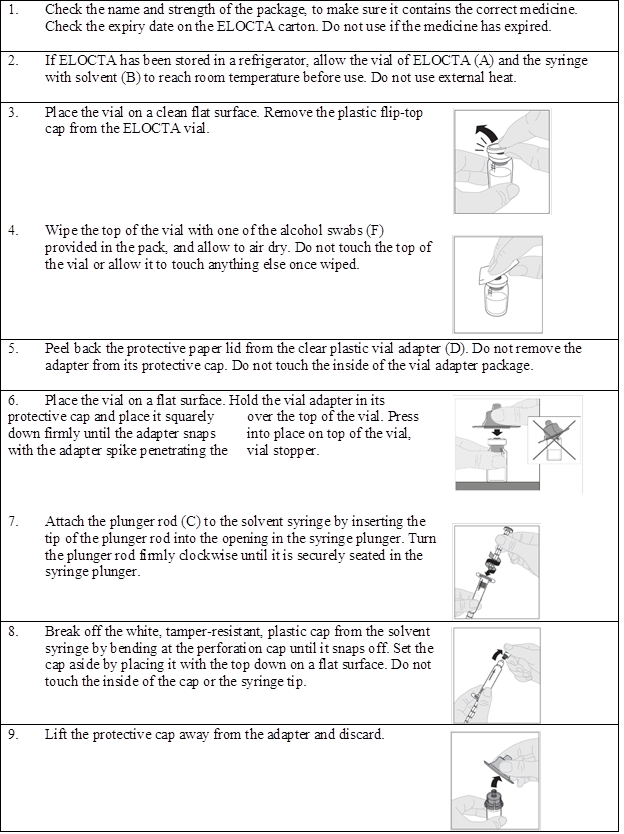 1. Check the name and strength of the package, to make sure it contains the correct medicine.
Check the expiry date on the ELOCTA carton. Do not use if the medicine has expired.
2. If ELOCTA has been stored in a refrigerator, allow the vial of ELOCTA (A) and the syringe
with solvent (B) to reach room temperature before use. Do not use external heat.
3. Place the vial on a clean flat surface. Remove the plastic flip-top
cap from the ELOCTA vial.
4. Wipe the top of the vial with one of the alcohol swabs (F)
provided in the pack, and allow to air dry. Do not touch the top of
the vial or allow it to touch anything else once wiped.
5. Peel back the protective paper lid from the clear plastic vial adapter (D). Do not remove the
adapter from its protective cap. Do not touch the inside of the vial adapter package.
6. Place the vial on a flat surface. Hold the vial adapter in its
protective cap and place it squarely over the top of the vial. Press
down firmly until the adapter snaps into place on top of the vial,
with the adapter spike penetrating the vial stopper.
7. Attach the plunger rod (C) to the solvent syringe by inserting the
tip of the plunger rod into the opening in the syringe plunger. Turn
the plunger rod firmly clockwise until it is securely seated in the
syringe plunger.
8. Break off the white, tamper-resistant, plastic cap from the solvent
syringe by bending at the perforation cap until it snaps off. Set the
cap aside by placing it with the top down on a flat surface. Do not
touch the inside of the cap or the syringe tip.
9. Lift the protective cap away from the adapter and discard.